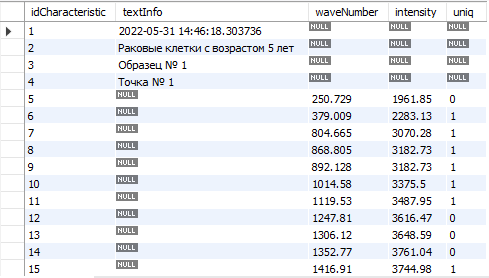 idCharacteristic textInfo waveNumber intensity uniq
1 2022-05-31 14:46:18.303736 NULL NULL NULL
2 Раковые клетки с возрастом 5 лет NULL NULL NULL
3 Образец № 1 NULL NULL NULL
4 Точка № 1 NULL NULL NULL
5 NULL 250.729 1961.85 0
6 NULL 379.009 2283.13 1
7 NULL 804.665 3070.28 1
8 NULL 868.805 3182.73 1
9 NULL 892.128 3182.73 1
10 NULL 1014.58 3375.5 1
11 NULL 1119.53 3487.95 1
12 NULL 1247.81 3616.47 0
13 NULL 1306.12 3648.59 0
14 NULL 1352.77 3761.04 0
15 NULL 1416.91 3744.98 1